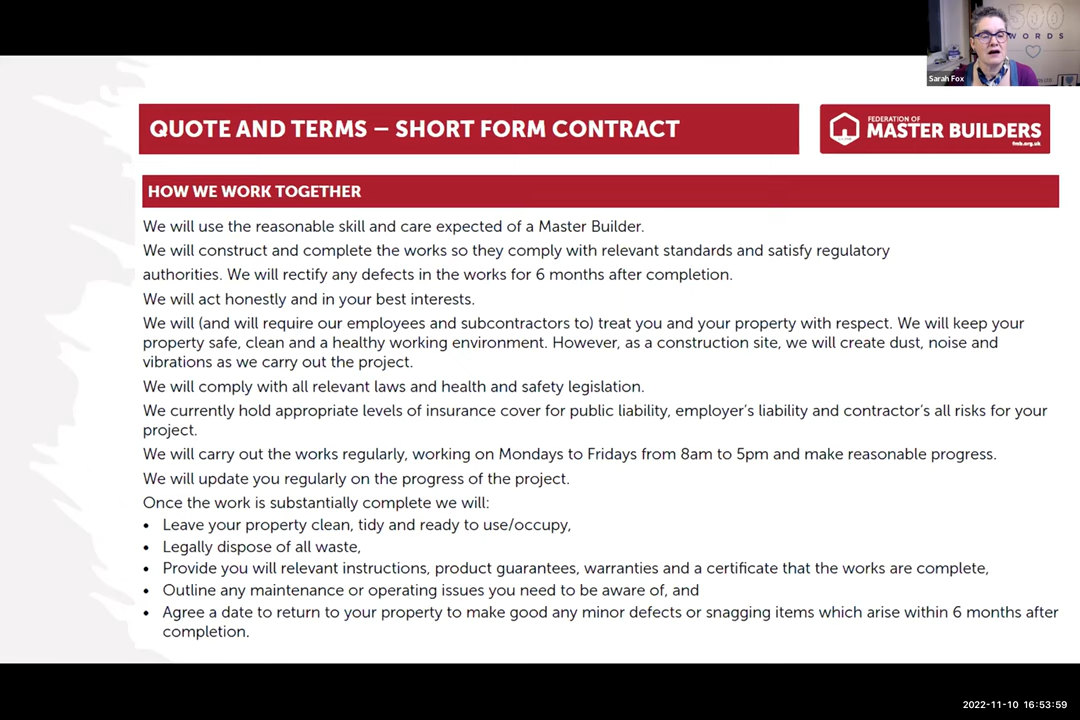 500
WORDS
Sarah Fox
QUOTE AND TERMS – SHORT FORM CONTRACT
FEDERATION OF
MASTER BUILDERS
fmb.org.uk
HOW WE WORK TOGETHER
We will use the reasonable skill and care expected of a Master Builder.
We will construct and complete the works so they comply with relevant standards and satisfy regulatory
authorities. We will rectify any defects in the works for 6 months after completion.
We will act honestly and in your best interests.
We will (and will require our employees and subcontractors to) treat you and your property with respect. We will keep your
property safe, clean and a healthy working environment. However, as a construction site, we will create dust, noise and
vibrations as we carry out the project.
We will comply with all relevant laws and health and safety legislation.
We currently hold appropriate levels of insurance cover for public liability, employer’s liability and contractor’s all risks for your
project.
We will carry out the works regularly, working on Mondays to Fridays from 8am to 5pm and make reasonable progress.
We will update you regularly on the progress of the project.
Once the work is substantially complete we will:
• Leave your property clean, tidy and ready to use/occupy,
• Legally dispose of all waste,
• Provide you will relevant instructions, product guarantees, warranties and a certificate that the works are complete,
• Outline any maintenance or operating issues you need to be aware of, and
• Agree a date to return to your property to make good any minor defects or snagging items which arise within 6 months after
completion.
2022-11-10 16:53:59